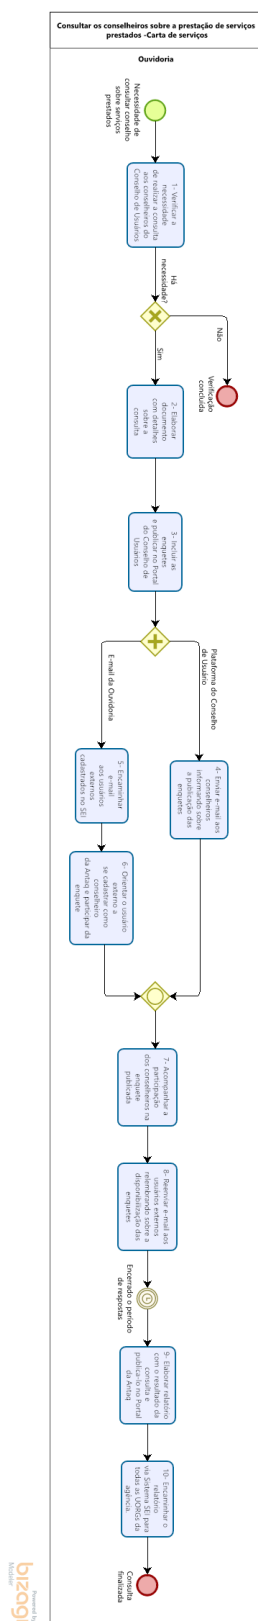 Consultar os conselheiros sobre a prestação de serviços
prestados -Carta de serviços
Ouvidoria
Necessidade de
consultar conselho
sobre serviços
prestados
1- Verificar a
necessidade
de realizar a consulta
aos conselheiros do
Conselho de Usuários
Há
necessidade?
Não
Verificação
concluída
Sim
2- Elaborar
documento
com detalhes
sobre a
consulta
3- Incluir as
enquetes
e publicar no Portal
do Conselho de
Usuários
Plataforma do Conselho
de Usuário
E-mail da Ouvidoria
4- Enviar e-mail aos
conselheiros
informando sobre
a publicação das
enquetes
5- Encaminhar
e-mail
aos usuários
externos
cadastrados no SEI
6- Orientar o usuário
externo a
se cadastrar como
conselheiro
da Antaq e participar da
enquete
7- Acompanhar a
participação
dos conselheiros na
enquete
publicada
8- Reenviar e-mail aos
usuários externos
relembrando sobre a
disponibilização das
enquetes
Encerrado o período
de respostas
9- Elaborar relatório
com o resultado da
consulta e
publica-lo no Portal
da Antaq
10- Encaminhar o
relatório
via Sistema SEI para
todas as UORGs da
agência.
Consulta
finalizada
Powered by
bizagi
Modeler